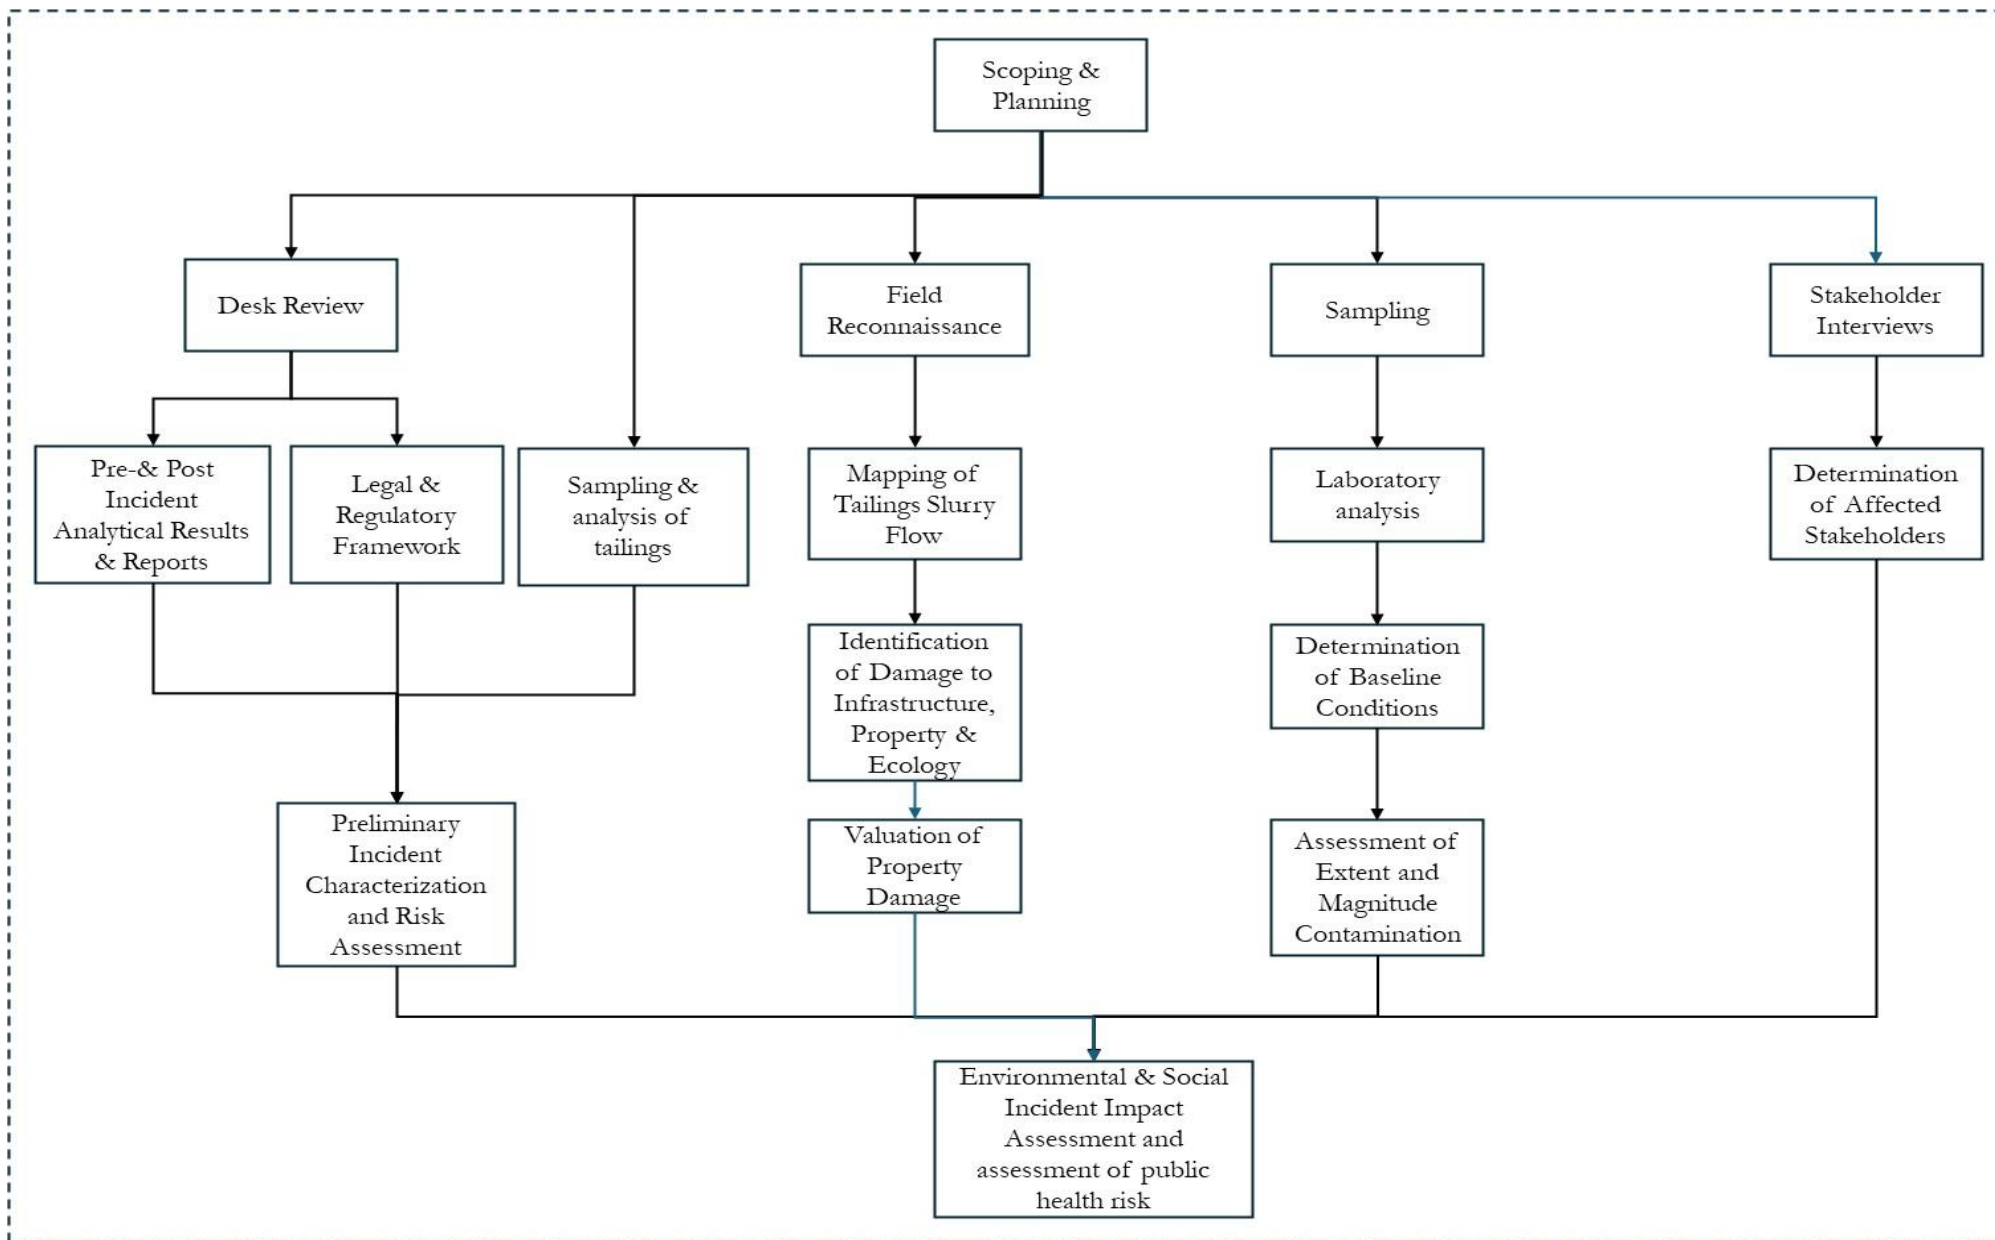 Scoping &
Planning
Desk Review
Field
Reconnaissance
Sampling
Stakeholder
Interviews
Pre-& Post
Incident
Analytical Results
& Reports
Legal &
Regulatory
Framework
Sampling &
analysis of
tailings
Mapping of
Tailings Slurry
Flow
Laboratory
analysis
Determination
of Affected
Stakeholders
Identification
of Damage to
Infrastructure,
Property &
Ecology
Determination
of Baseline
Conditions
Preliminary
Incident
Characterization
and Risk
Assessment
Valuation of
Property
Damage
Assessment of
Extent and
Magnitude
Contamination
Environmental & Social
Incident Impact
Assessment and
assessment of public
health risk